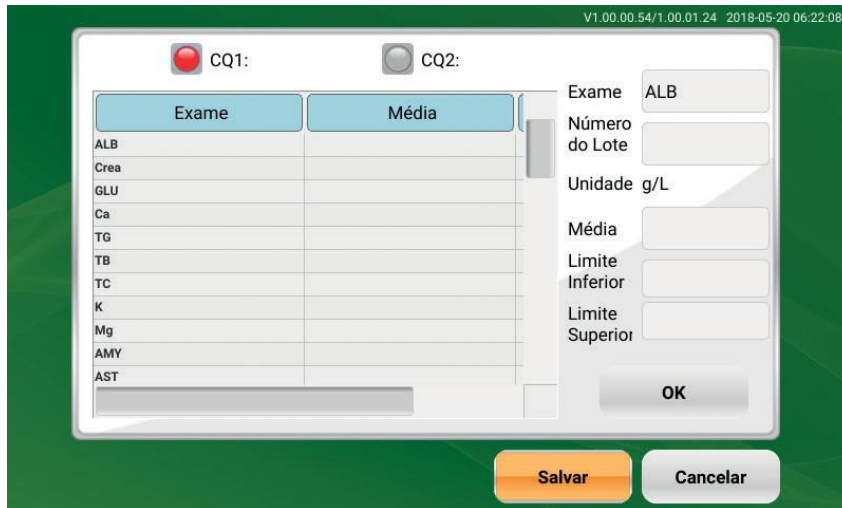 V1.00.00.54/1.00.01.24 2018-05-20 06:22:08
CQ1: CQ2:
Exame Média
ALB
Crea
GLU
Ca
TG
TB
TC
K
Mg
AMY
AST
Exame ALB
Número
do Lote
Unidade g/L
Média
Limite
Inferior
Limite
Superior
OK
Salvar Cancelar